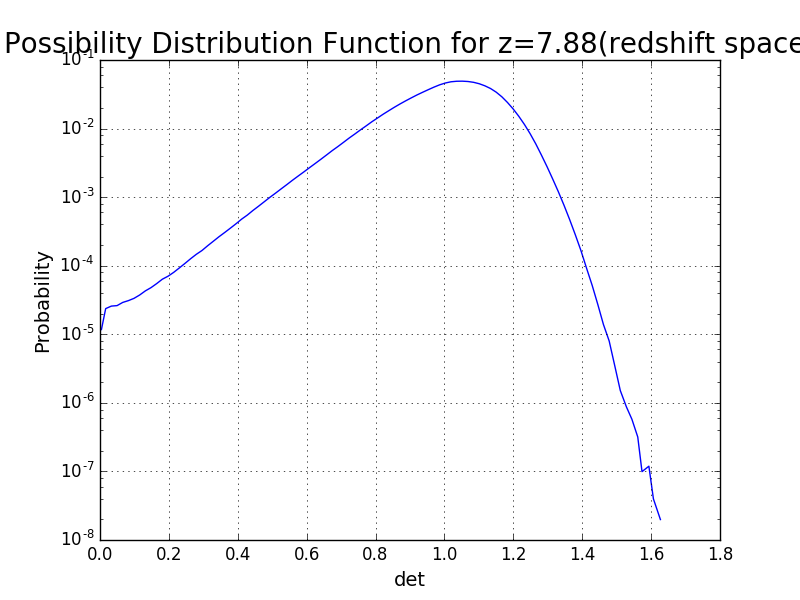 Possibility Distribution Function for z=7.88(redshift space
10^-1
10^-2
10^-3
10^-4
10^-5
10^-6
10^-7
10^-8
Probability
0.0 0.2 0.4 0.6 0.8 1.0 1.2 1.4 1.6 1.8
det